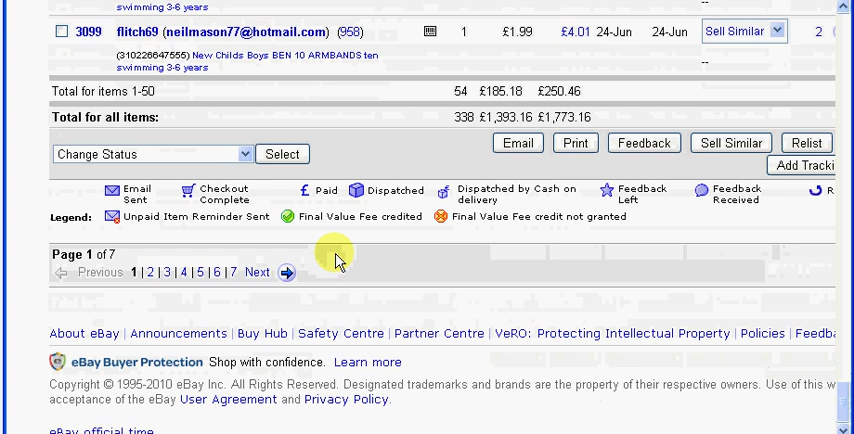 swimming 3-6 years
3099 flitch69 (neilmason77@hotmail.com) (958) 1 £1.99 £4.01 24-Jun 24-Jun Sell Similar 2
(310226647555) New Childs Boys BEN 10 ARMBANDS ten
swimming 3-6 years --
Total for items 1-50 54 £185.18 £250.46
Total for all items: 338 £1,393.16 £1,773.16
Email Print Feedback Sell Similar Relist
Change Status Select
Add Tracki
Email Sent Checkout Complete £ Paid Dispatched Dispatched by Cash on delivery Feedback Left Feedback Received R
Legend: Unpaid Item Reminder Sent Final Value Fee credited Final Value Fee credit not granted
Page 1 of 7
Previous 1 | 2 | 3 | 4 | 5 | 6 | 7 Next
About eBay | Announcements | Buy Hub | Safety Centre | Partner Centre | VeRO: Protecting Intellectual Property | Policies | Feedba
eBay Buyer Protection Shop with confidence. Learn more
Copyright © 1995-2010 eBay Inc. All Rights Reserved. Designated trademarks and brands are the property of their respective owners. Use of this w
acceptance of the eBay User Agreement and Privacy Policy.
eBay official time